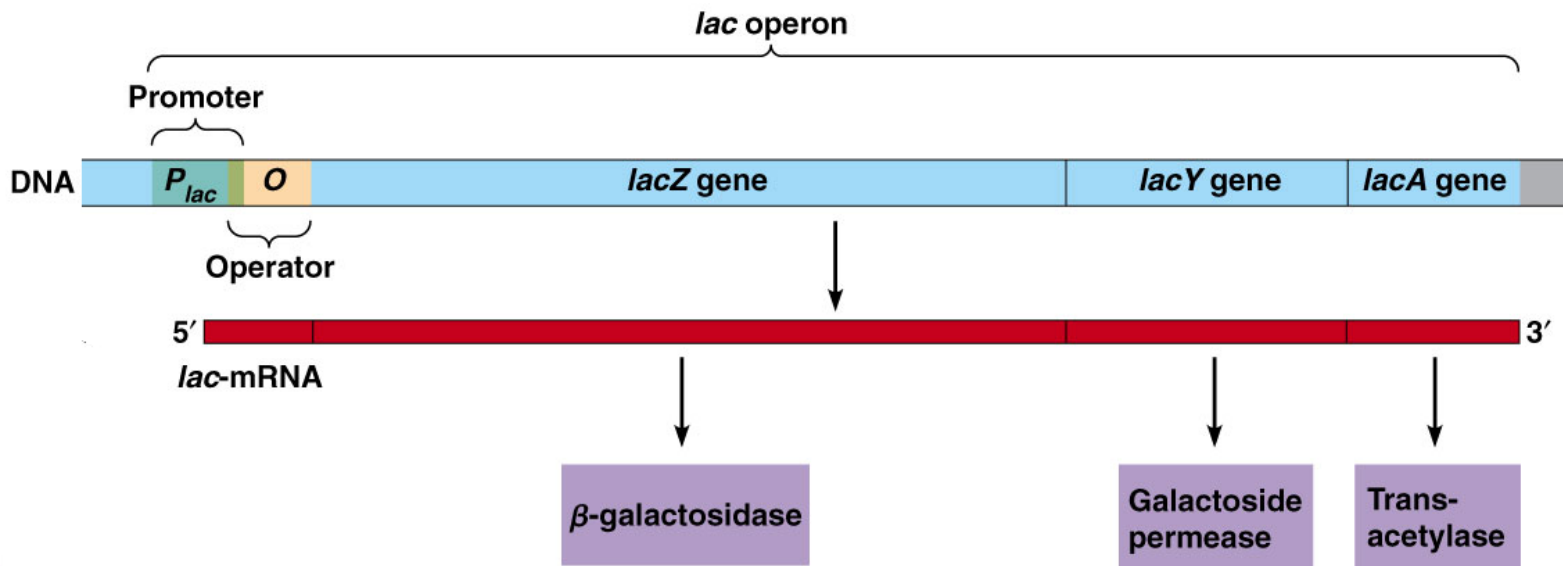 lac operon
Promoter
DNA
Plac
O
lacZ gene
lacY gene
lacA gene
Operator
5′
3′
lac-mRNA
β-galactosidase
Galactoside
permease
Trans-
acetylase